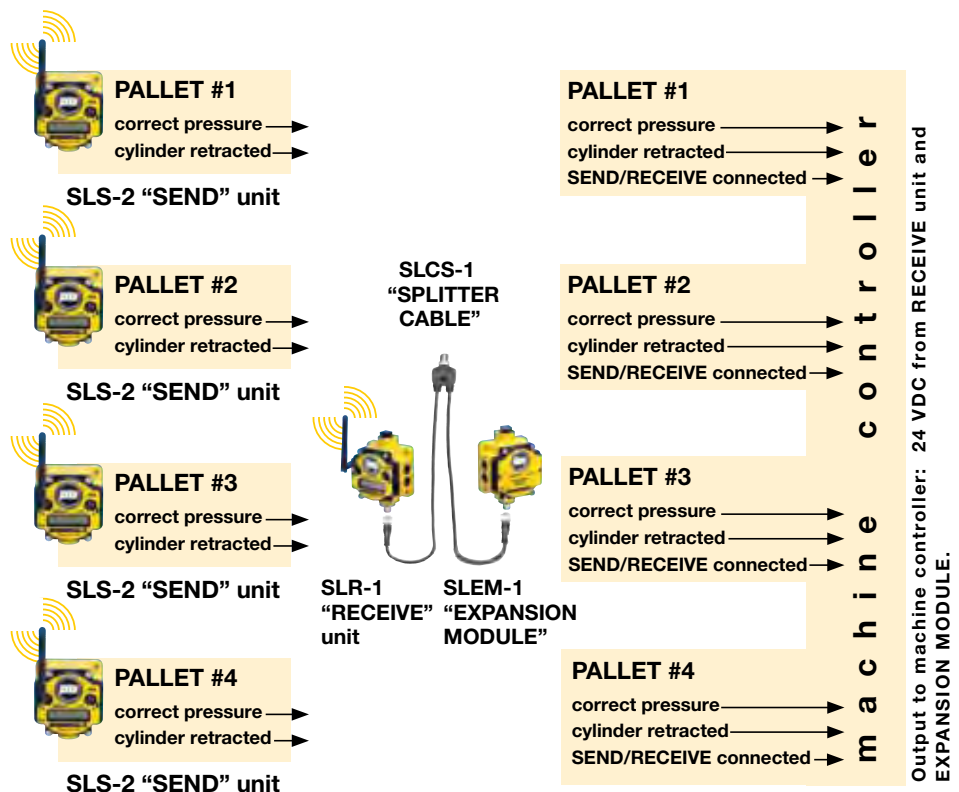 PALLET #1
correct pressure
cylinder retracted
SLS-2 “SEND” unit
PALLET #2
correct pressure
cylinder retracted
SLS-2 “SEND” unit
PALLET #3
correct pressure
cylinder retracted
SLS-2 “SEND” unit
PALLET #4
correct pressure
cylinder retracted
SLS-2 “SEND” unit
SLCS-1
“SPLITTER
CABLE”
SLR-1
“RECEIVE”
unit
SLEM-1
“EXPANSION
MODULE”
PALLET #1
correct pressure
cylinder retracted
SEND/RECEIVE connected
PALLET #2
correct pressure
cylinder retracted
SEND/RECEIVE connected
PALLET #3
correct pressure
cylinder retracted
SEND/RECEIVE connected
PALLET #4
correct pressure
cylinder retracted
SEND/RECEIVE connected
machine controller
Output to machine controller: 24 VDC from RECEIVE unit and
EXPANSION MODULE.